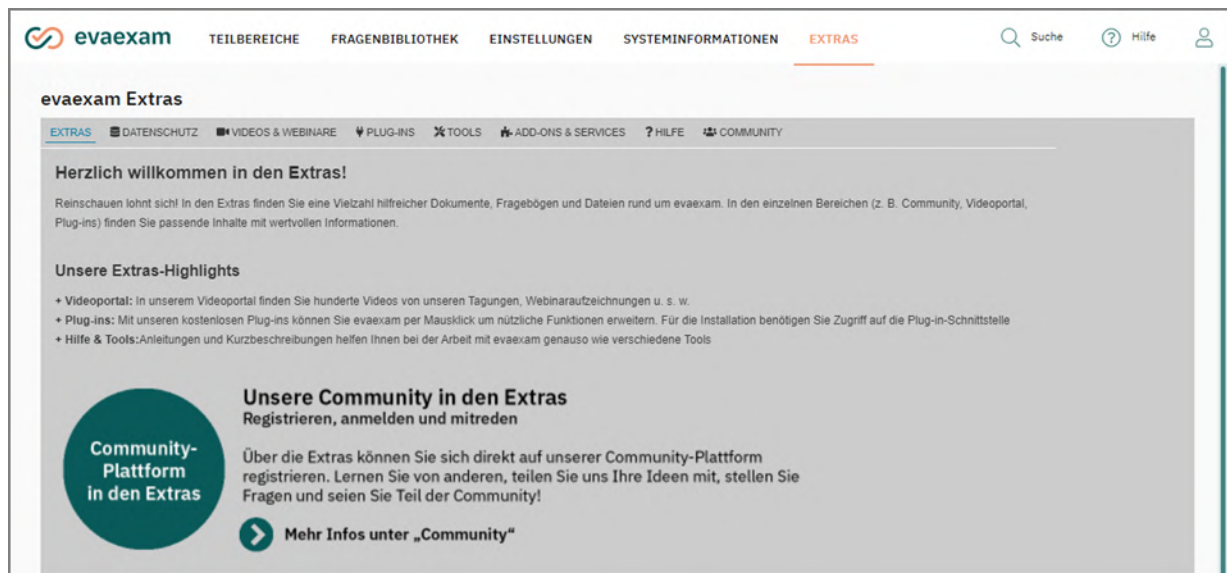 evaexam TEILBEREICHE FRAGENBIBLIOTHEK EINSTELLUNGEN SYSTEMINFORMATIONEN EXTRAS Suche ? Hilfe
evaexam Extras
EXTRAS DATENSCHUTZ VIDEOS & WEBINARE PLUG-INS TOOLS ADD-ONS & SERVICES ? HILFE COMMUNITY
Herzlich willkommen in den Extras!
Reinschauen lohnt sich! In den Extras finden Sie eine Vielzahl hilfreicher Dokumente, Fragebögen und Dateien rund um evaexam. In den einzelnen Bereichen (z. B. Community, Videoportal,
Plug-ins) finden Sie passende Inhalte mit wertvollen Informationen.
Unsere Extras-Highlights
+ Videoportal: In unserem Videoportal finden Sie hunderte Videos von unseren Tagungen, Webinaraufzeichnungen u. s. w.
+ Plug-ins: Mit unseren kostenlosen Plug-ins können Sie evaexam per Mausklick um nützliche Funktionen erweitern. Für die Installation benötigen Sie Zugriff auf die Plug-in-Schnittstelle
+ Hilfe & Tools:Anleitungen und Kurzbeschreibungen helfen Ihnen bei der Arbeit mit evaexam genauso wie verschiedene Tools
Community-
Plattform
in den Extras
Unsere Community in den Extras
Registrieren, anmelden und mitreden
Über die Extras können Sie sich direkt auf unserer Community-Plattform
registrieren. Lernen Sie von anderen, teilen Sie uns Ihre Ideen mit, stellen Sie
Fragen und seien Sie Teil der Community!
Mehr Infos unter „Community“